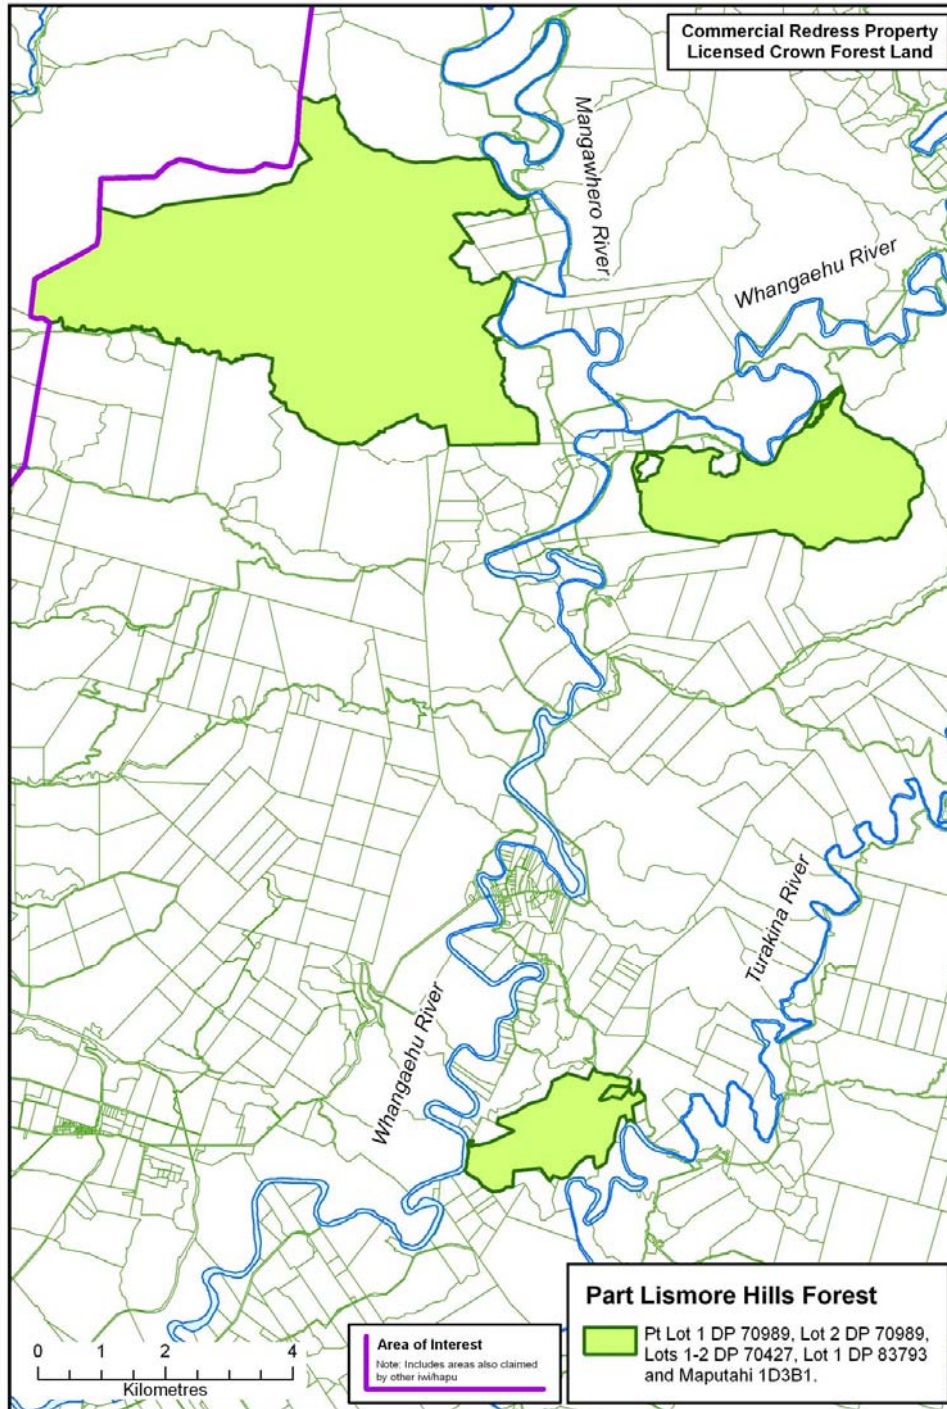 Commercial Redress Property
Licensed Crown Forest Land
Mangawhero River
Whangaehu River
Turakina River
Whangaehu River
Part Lismore Hills Forest
Pt Lot 1 DP 70989, Lot 2 DP 70989,
Lots 1-2 DP 70427, Lot 1 DP 83793
and Maputahi 1D3B1.
Area of Interest
Note: Includes areas also claimed
by other iwi/hapu
0 1 2 4
Kilometres